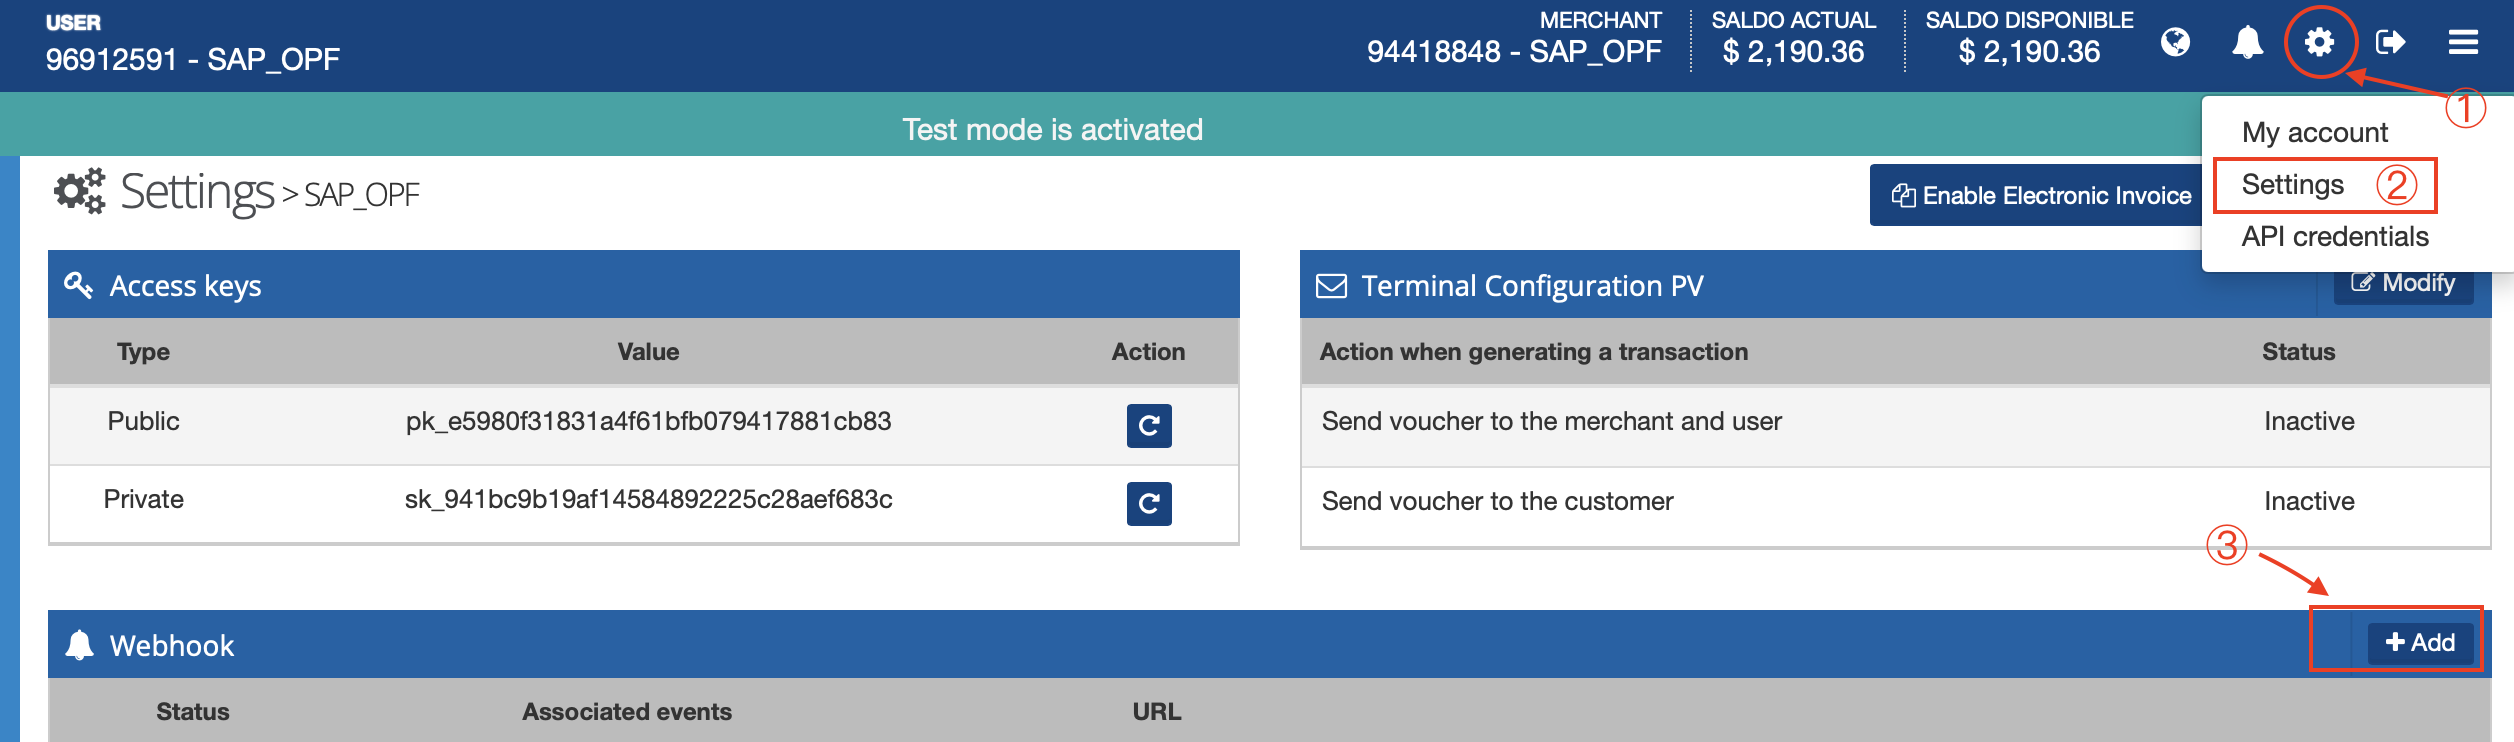 USER
96912591 - SAP_OPF
MERCHANT
94418848 - SAP_OPF
SALDO ACTUAL
$ 2,190.36
SALDO DISPONIBLE
$ 2,190.36
①
Test mode is activated
My account
Settings ②
API credentials
Settings > SAP_OPF
Enable Electronic Invoice
Access keys
Type Value Action
Public pk_e5980f31831a4f61bfb079417881cb83
Private sk_941bc9b19af14584892225c28aef683c
Terminal Configuration PV
Modify
Action when generating a transaction Status
Send voucher to the merchant and user Inactive
Send voucher to the customer Inactive
③
Webhook
Add
Status Associated events URL